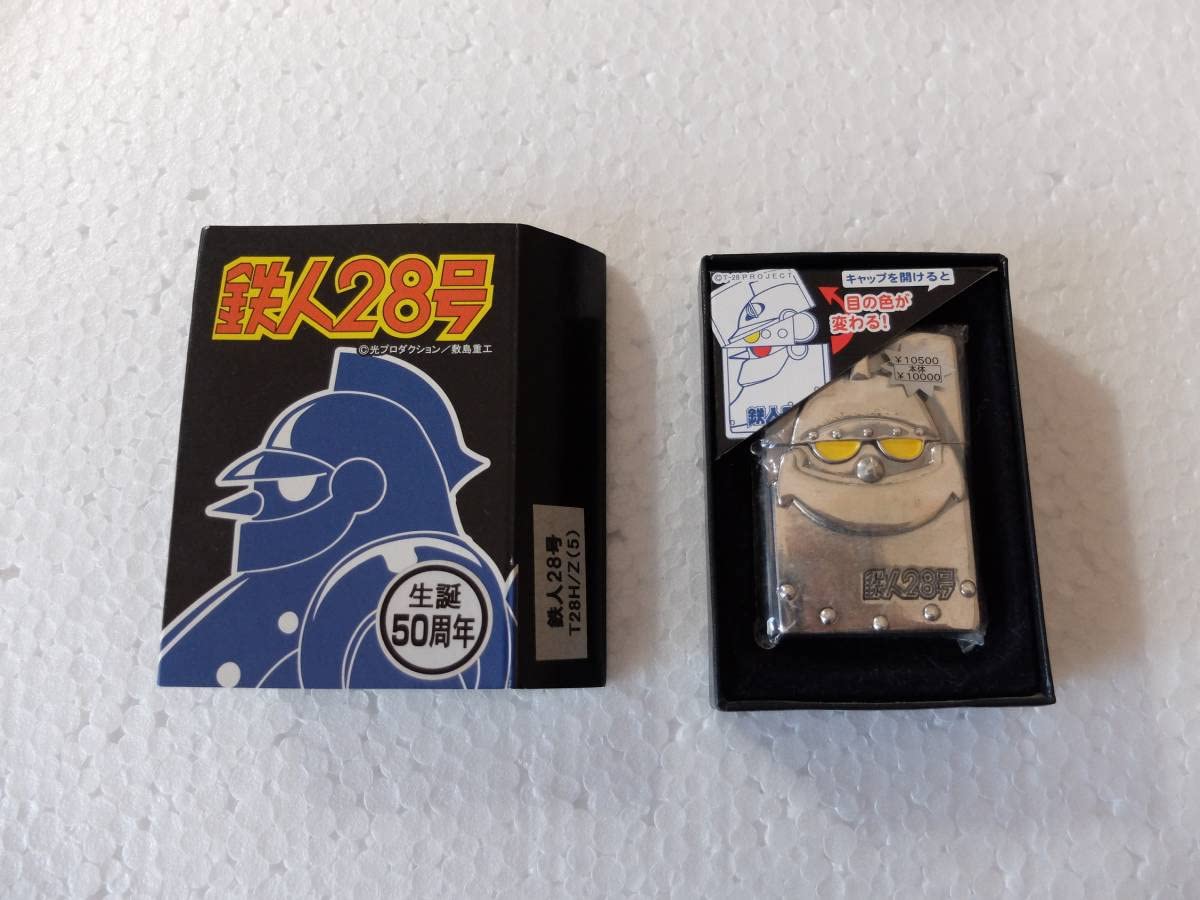 鉄人28号
©光プロダクション/敷島重工
生誕
50周年
鉄人28号
T28H/Z(5)
©T-28 PROJECT
キャップを開けると
目の色が
変わる!
鉄人
¥10500
本体
¥10000
鉄人28号